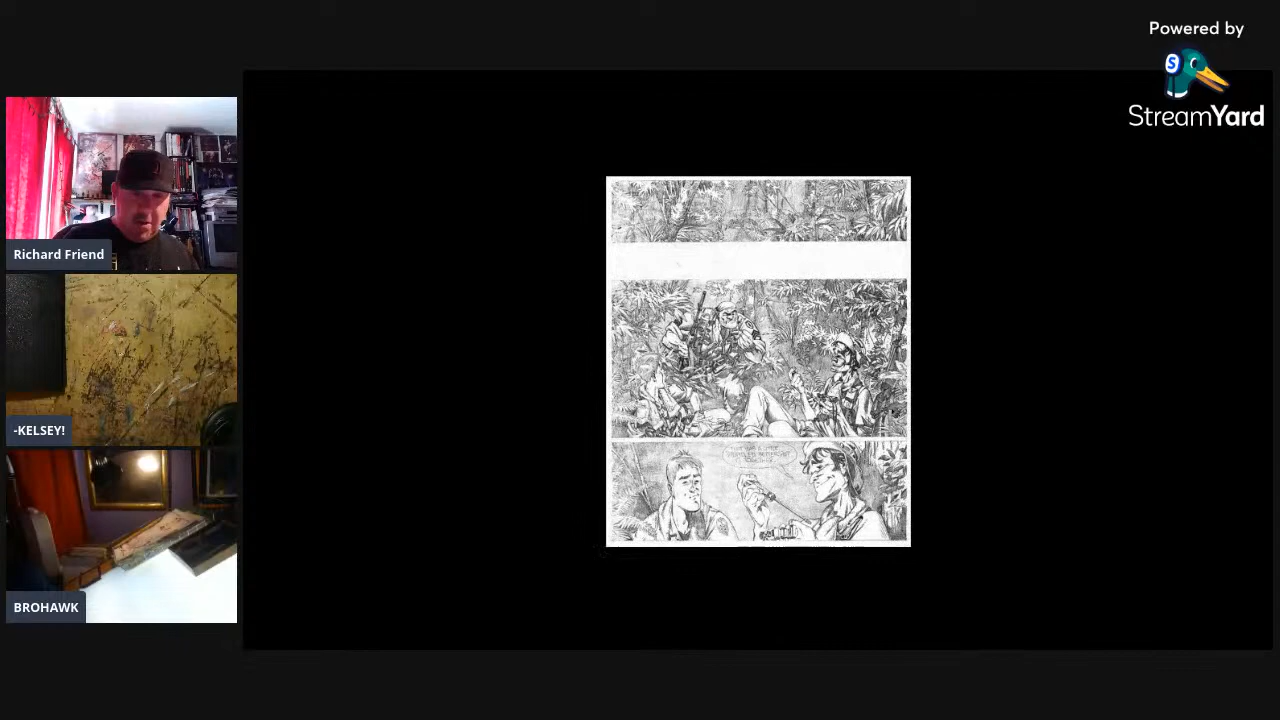 Powered by
S
StreamYard
Richard Friend
-KELSEY!
BROHAWK